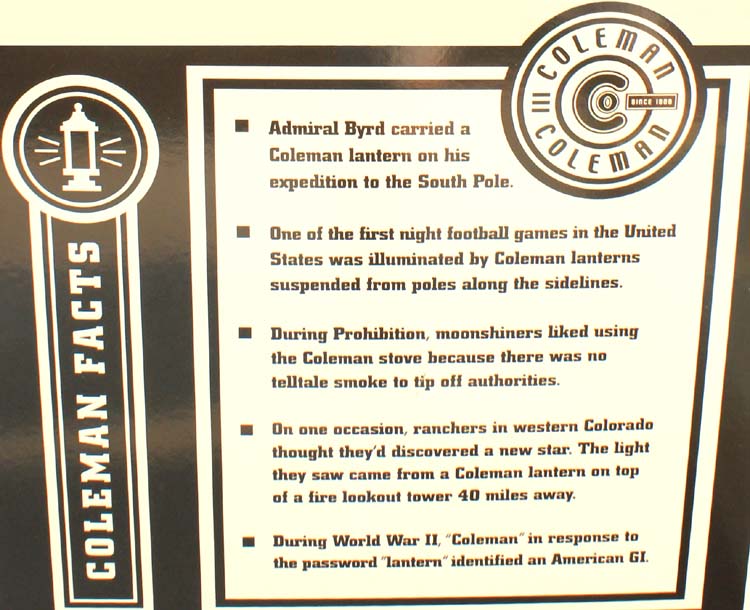 COLEMAN
SINCE 1900
COLEMAN
COLEMAN FACTS
■ Admiral Byrd carried a
Coleman lantern on his
expedition to the South Pole.
■ One of the first night football games in the United
States was illuminated by Coleman lanterns
suspended from poles along the sidelines.
■ During Prohibition, moonshiners liked using
the Coleman stove because there was no
telltale smoke to tip off authorities.
■ On one occasion, ranchers in western Colorado
thought they'd discovered a new star. The light
they saw came from a Coleman lantern on top
of a fire lookout tower 40 miles away.
■ During World War II, "Coleman" in response to
the password "lantern" identified an American GI.